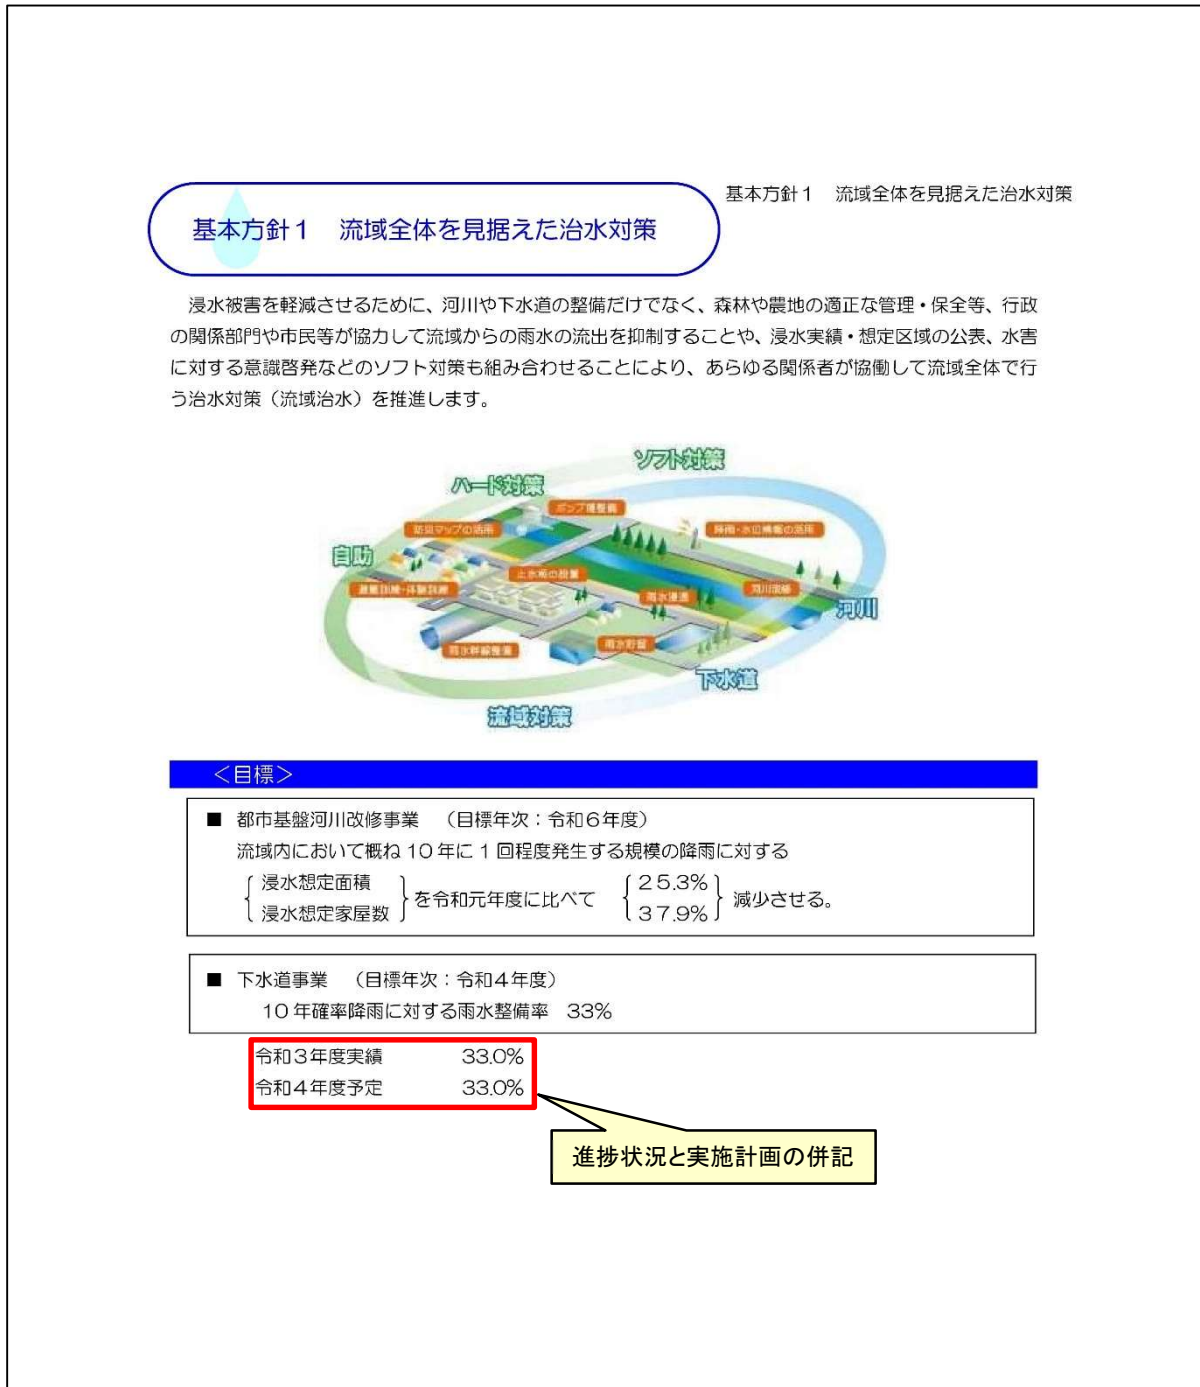 基本方針１　流域全体を見据えた治水対策
基本方針１　流域全体を見据えた治水対策
浸水被害を軽減させるために、河川や下水道の整備だけでなく、森林や農地の適正な管理・保全等、行政
の関係部門や市民等が協力して流域からの雨水の流出を抑制することや、浸水実績・想定区域の公表、水害
に対する意識啓発などのソフト対策も組み合わせることにより、あらゆる関係者が協働して流域全体で行
う治水対策（流域治水）を推進します。
ソフト対策
ハード対策
ポンプ場整備
防災マップの活用
降雨・水位情報の活用
自助
止水板の設置
避難訓練・体験訓練
雨水浸透
河川改修
河川
雨水幹線整備
雨水貯留
下水道
流域対策
＜目標＞
■　都市基盤河川改修事業　（目標年次：令和６年度）
流域内において概ね 10 年に 1 回程度発生する規模の降雨に対する
浸水想定面積　２５.３%
浸水想定家屋数　を令和元年度に比べて　３７.９%　減少させる。
■　下水道事業　（目標年次：令和４年度）
10 年確率降雨に対する雨水整備率　33%
令和３年度実績　33.0%
令和４年度予定　33.0%
進捗状況と実施計画の併記